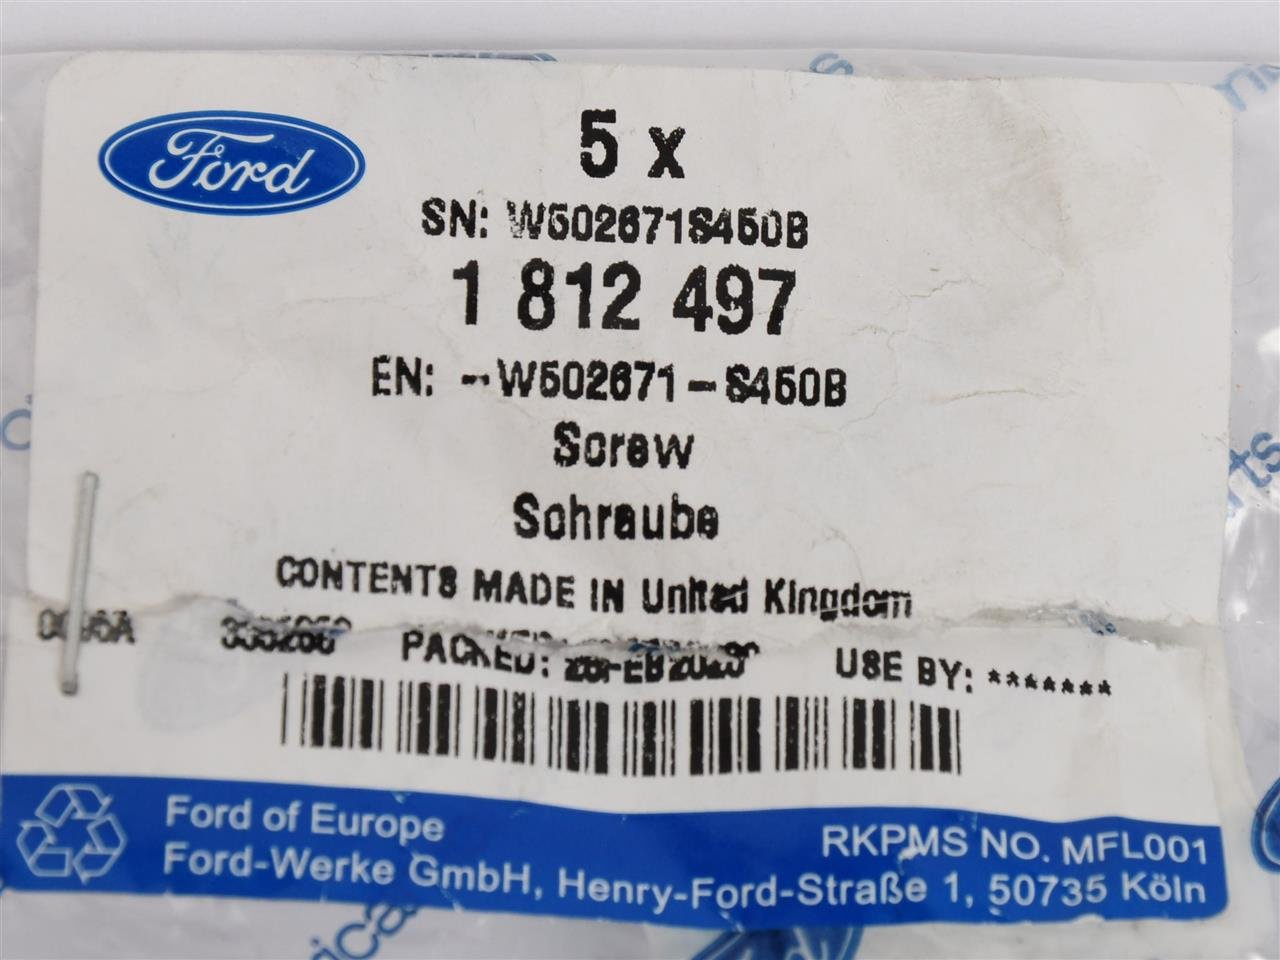 Ford
5 x
SN: W502671S450B
1 812 497
EN: -W502671-S450B
Screw
Schraube
CONTENTS MADE IN United Kingdom
PACKED: USE BY: *******
Ford of Europe
RKPMS NO. MFL001
Ford-Werke GmbH, Henry-Ford-Straße 1, 50735 Köln